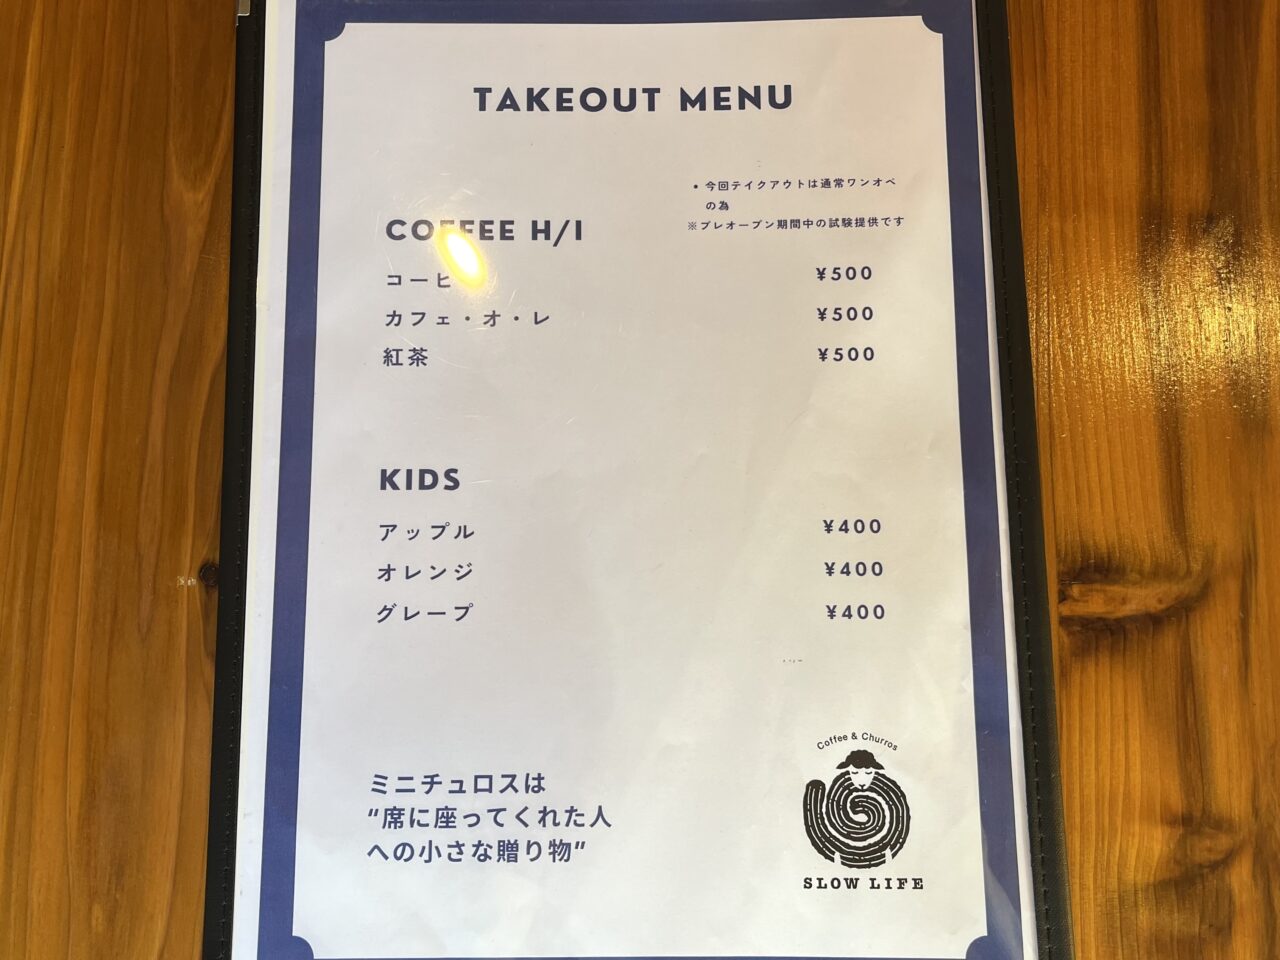 TAKEOUT MENU
• 今回テイクアウトは通常ワンオペ
の為
※プレオープン期間中の試験提供です
COFFEE H/I
コーヒ ¥500
カフェ・オ・レ ¥500
紅茶 ¥500
KIDS
アップル ¥400
オレンジ ¥400
グレープ ¥400
ミニチュロスは
“席に座ってくれた人
への小さな贈り物”
Coffee & Churros
SLOW LIFE